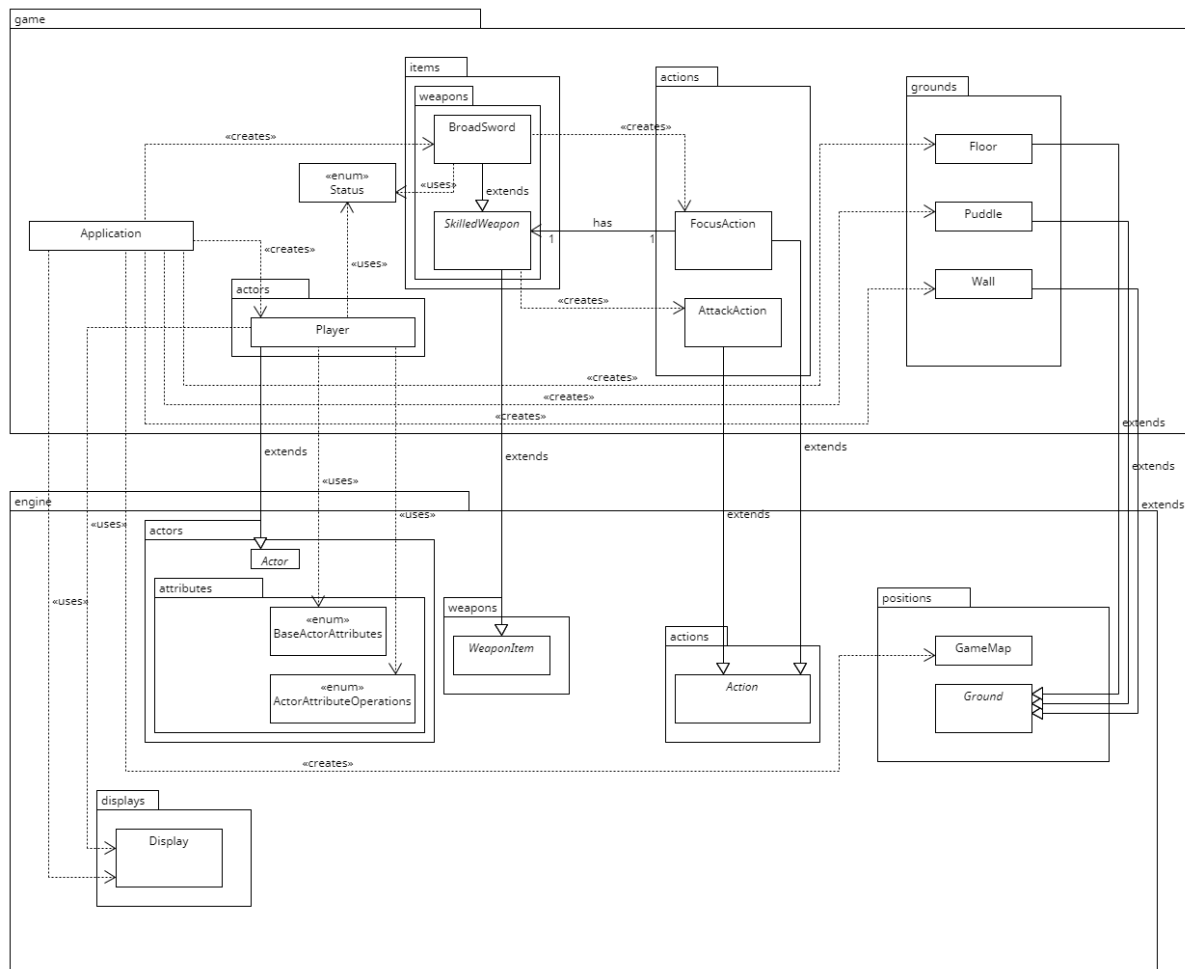 game
items
actions
weapons
grounds
«creates»
BroadSword
«creates»
Floor
«enum»
Status
«uses»
extends
Puddle
Application
SkilledWeapon
has
FocusAction
1
1
«creates»
«uses»
Wall
actors
«creates»
AttackAction
Player
«creates»
«creates»
«creates»
extends
extends
extends
extends
extends
«uses»
extends
engine
«uses»
«uses»
extends
actors
Actor
attributes
positions
«uses»
«enum»
BaseActorAttributes
weapons
WeaponItem
actions
GameMap
«enum»
ActorAttributeOperations
Action
Ground
«creates»
displays
Display